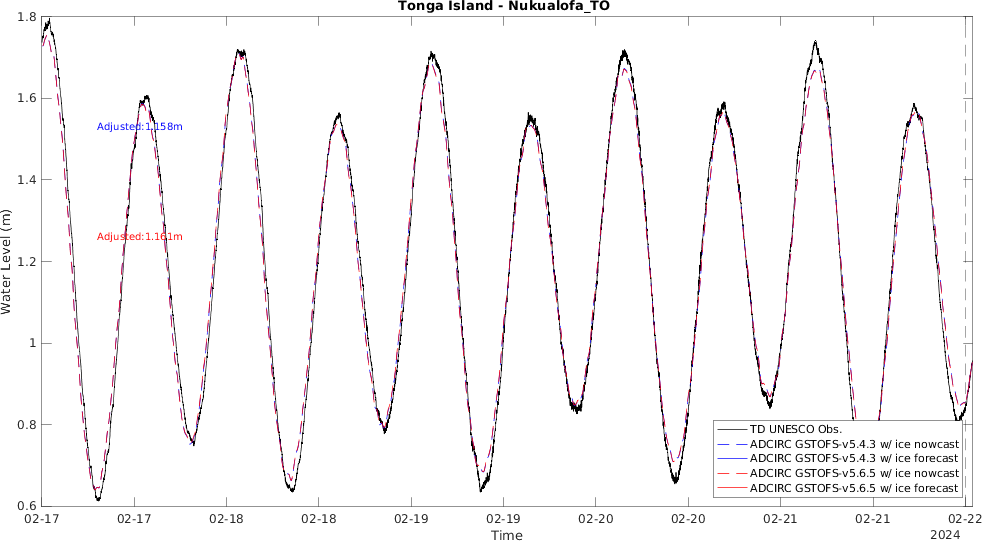 Tonga Island - Nukualofa_TO
Water Level (m)
1.8
1.6
1.4
1.2
1
0.8
0.6
Adjusted:1.158m
Adjusted:1.161m
TD UNESCO Obs.
ADCIRC GSTOFS-v5.4.3 w/ ice nowcast
ADCIRC GSTOFS-v5.4.3 w/ ice forecast
ADCIRC GSTOFS-v5.6.5 w/ ice nowcast
ADCIRC GSTOFS-v5.6.5 w/ ice forecast
02-17 02-17 02-18 02-18 02-19 02-19 02-20 02-20 02-21 02-21 02-22
Time
2024